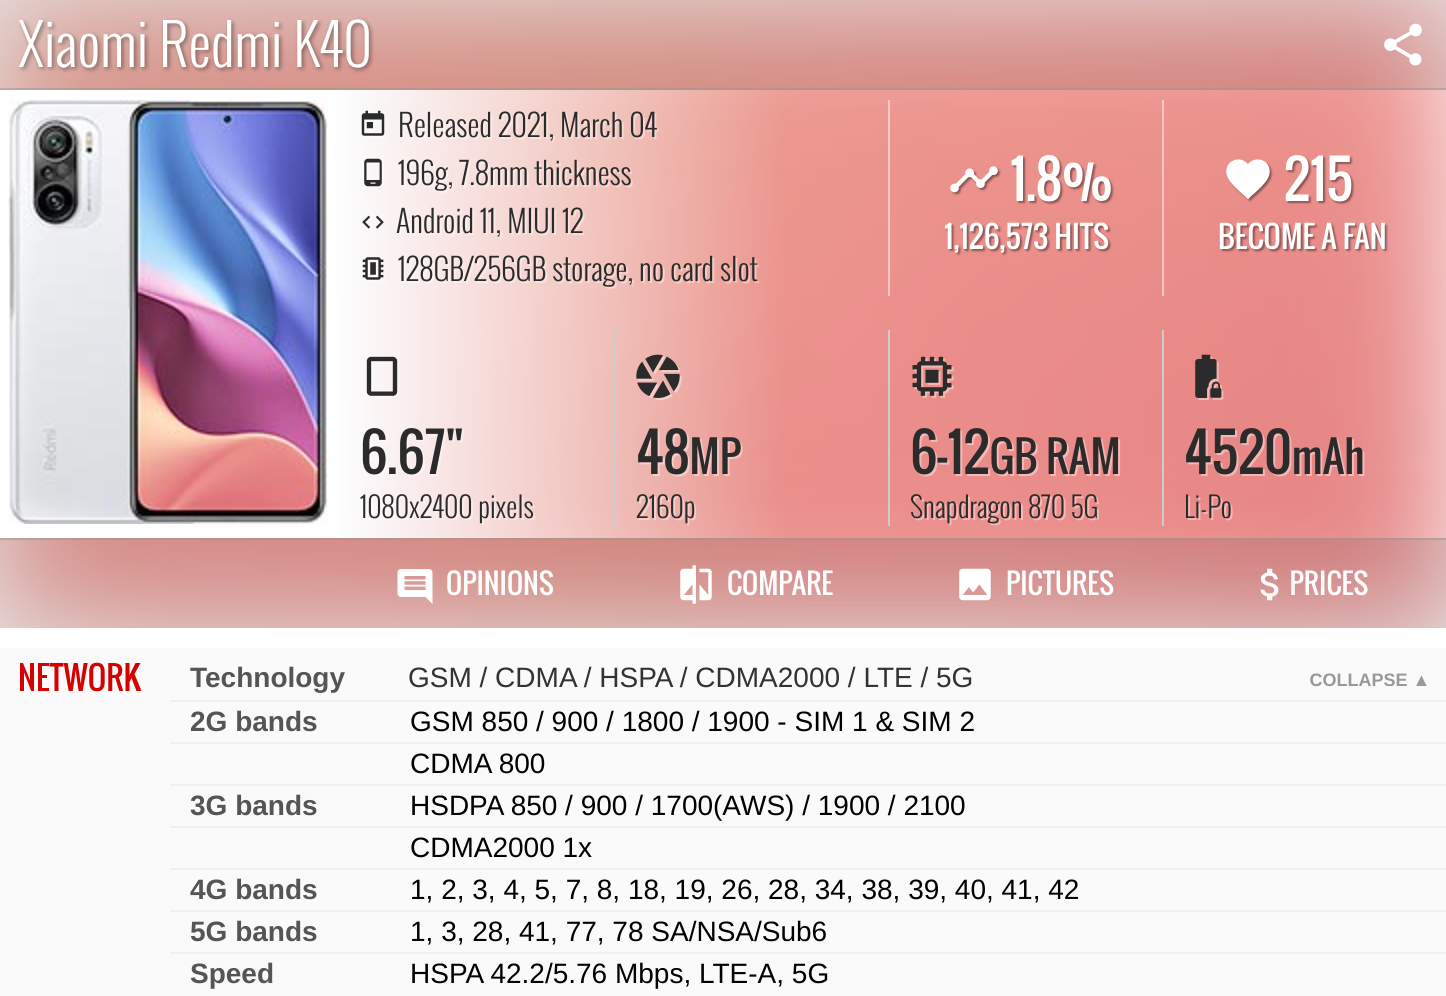 Xiaomi Redmi K40
Released 2021, March 04
196g, 7.8mm thickness
Android 11, MIUI 12
128GB/256GB storage, no card slot
1.8%
1,126,573 HITS
215
BECOME A FAN
Redmi
6.67"
1080x2400 pixels
48MP
2160p
6-12GB RAM
Snapdragon 870 5G
4520mAh
Li-Po
OPINIONS
COMPARE
PICTURES
$ PRICES
NETWORK
Technology GSM / CDMA / HSPA / CDMA2000 / LTE / 5G COLLAPSE ▲
2G bands GSM 850 / 900 / 1800 / 1900 - SIM 1 & SIM 2
CDMA 800
3G bands HSDPA 850 / 900 / 1700(AWS) / 1900 / 2100
CDMA2000 1x
4G bands 1, 2, 3, 4, 5, 7, 8, 18, 19, 26, 28, 34, 38, 39, 40, 41, 42
5G bands 1, 3, 28, 41, 77, 78 SA/NSA/Sub6
Speed HSPA 42.2/5.76 Mbps, LTE-A, 5G